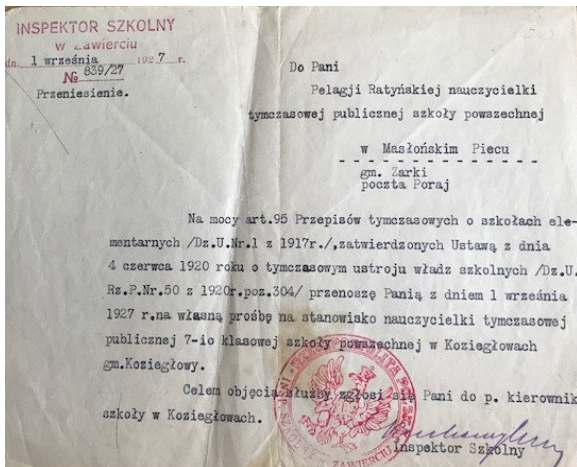 INSPEKTOR SZKOLNY
w Zawierciu
dn. 1 września 1927 r.
№ 839/27
Przeniesienie.
Do Pani
Pelagji Ratyńskiej nauczycielki
tymczasowej publicznej szkoły powszechnej
w Masłońskim Piecu
gm. Zarki
poczta Poraj
Na mocy art.95 Przepisów tymczasowych o szkołach ele-
mentarnych /Dz.U.Nr.1 z 1917r./,zatwierdzonych Ustawą z dnia
4 czerwca 1920 roku o tymczasowym ustroju władz szkolnych /Dz.U.
Rz.P.Nr.50 z 1920r.poz.304/ przenoszę Panią z dniem 1 września
1927 r.na własną prośbę na stanowisko nauczycielki tymczasowej
publicznej 7-io klasowej szkoły powszechnej w Koziegłowach
gm.Koziegłowy.
Celem objęcia służby zgłosi się Pani do p. kierownik
szkoły w Koziegłowach.
Inspektor Szkolny
ZAWIERCIU